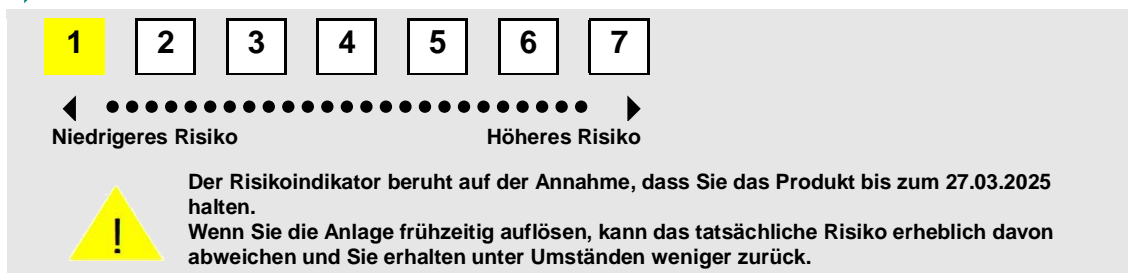 1 2 3 4 5 6 7
Niedrigeres Risiko Höheres Risiko
Der Risikoindikator beruht auf der Annahme, dass Sie das Produkt bis zum 27.03.2025
halten.
Wenn Sie die Anlage frühzeitig auflösen, kann das tatsächliche Risiko erheblich davon
abweichen und Sie erhalten unter Umständen weniger zurück.
!